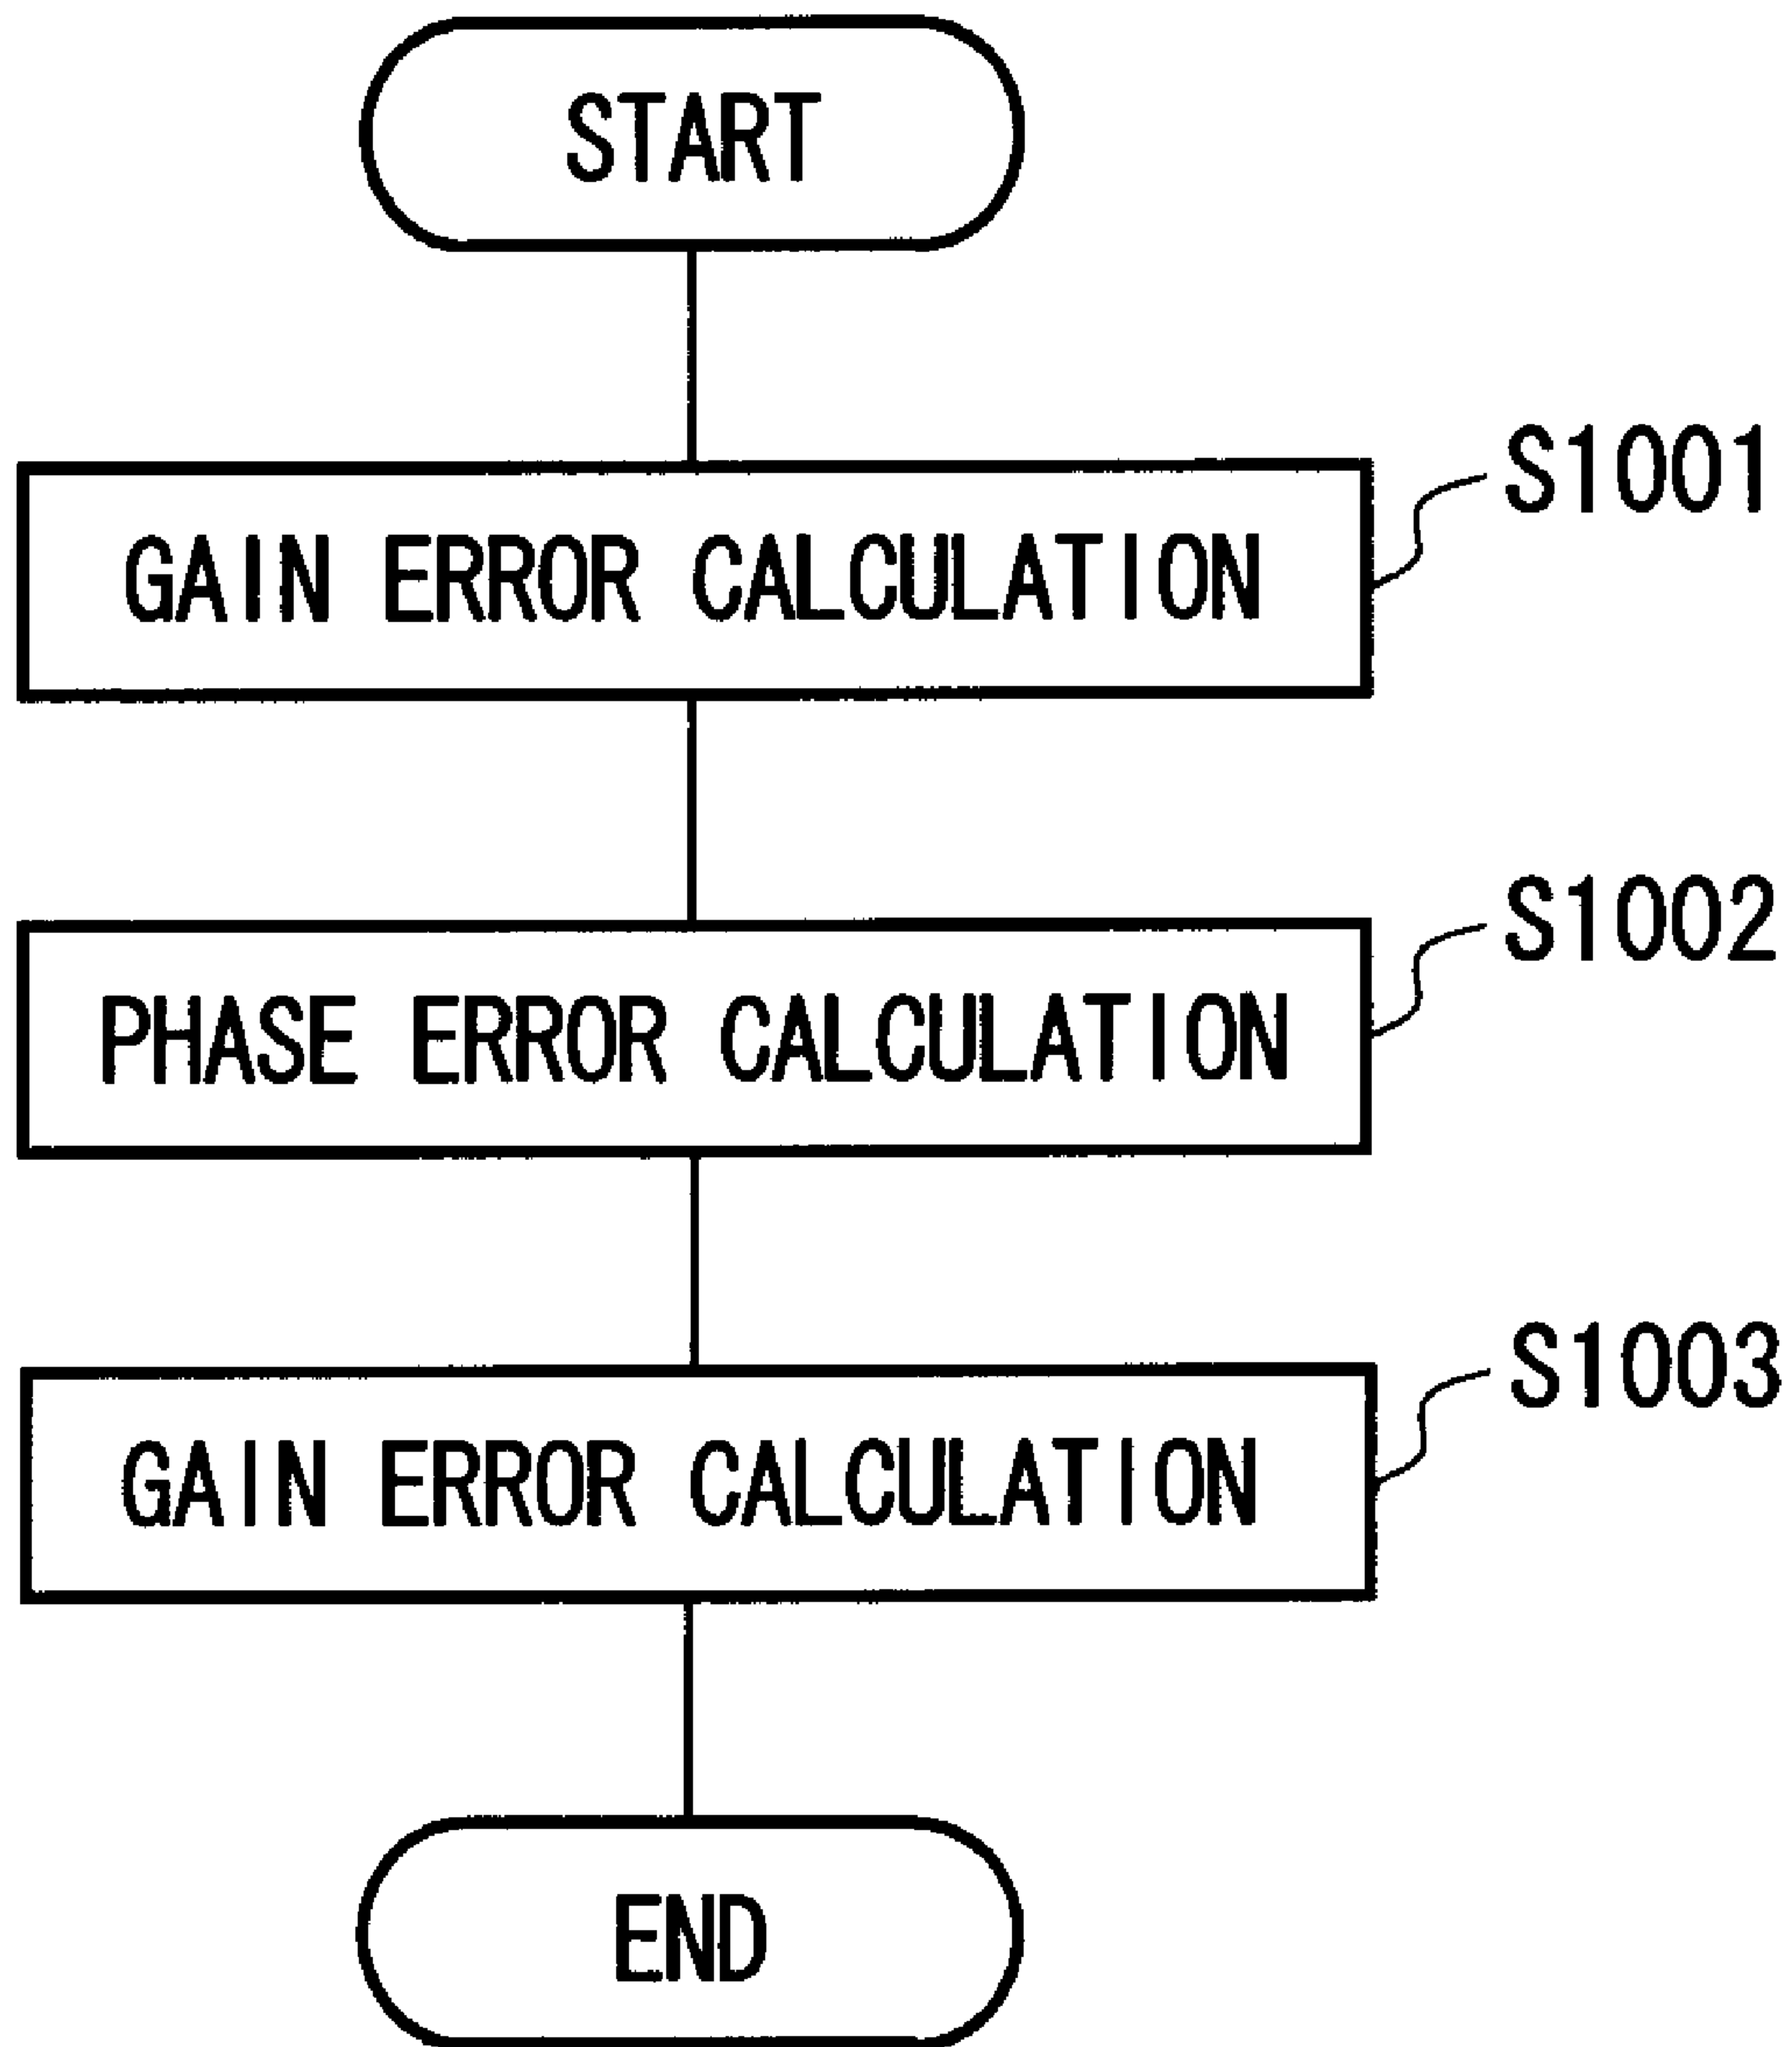 START
S1001
GAIN ERROR CALCULATION
S1002
PHASE ERROR CALCULATION
S1003
GAIN ERROR CALCULATION
END